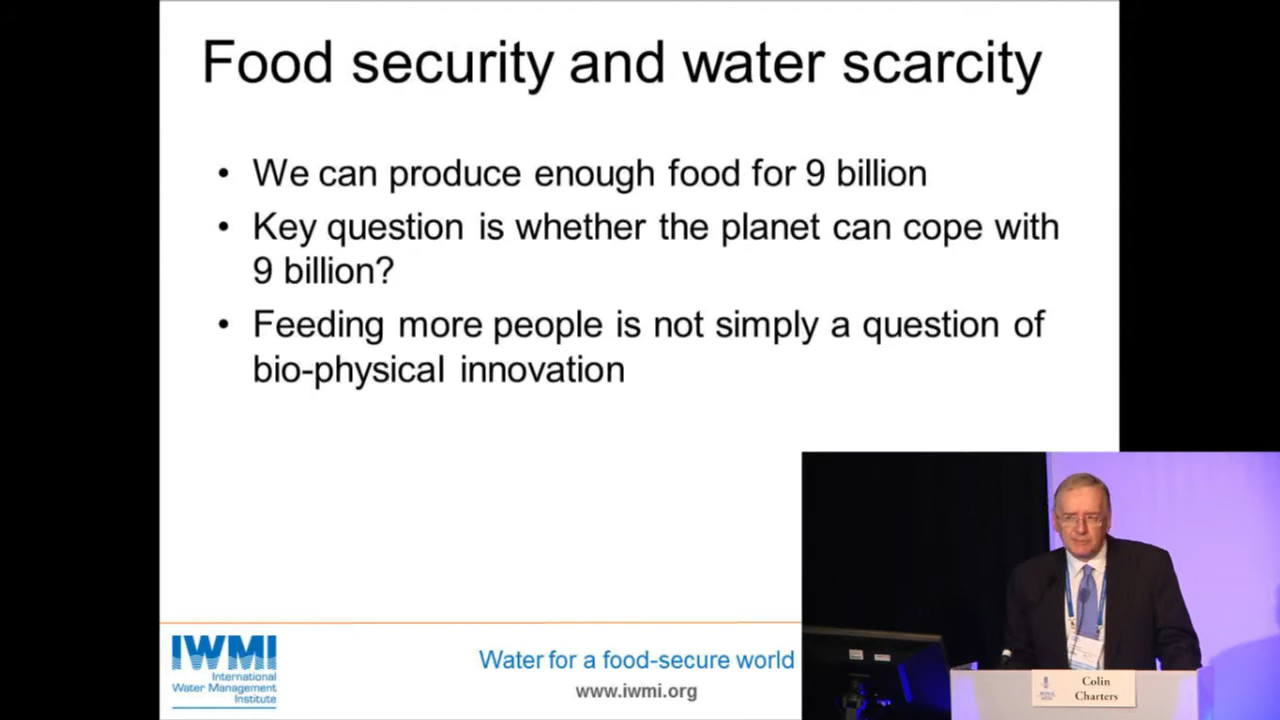 Food security and water scarcity
• We can produce enough food for 9 billion
• Key question is whether the planet can cope with
9 billion?
• Feeding more people is not simply a question of
bio-physical innovation
IWMI
International
Water Management
Institute
Water for a food-secure world
www.iwmi.org
Colin
Charters